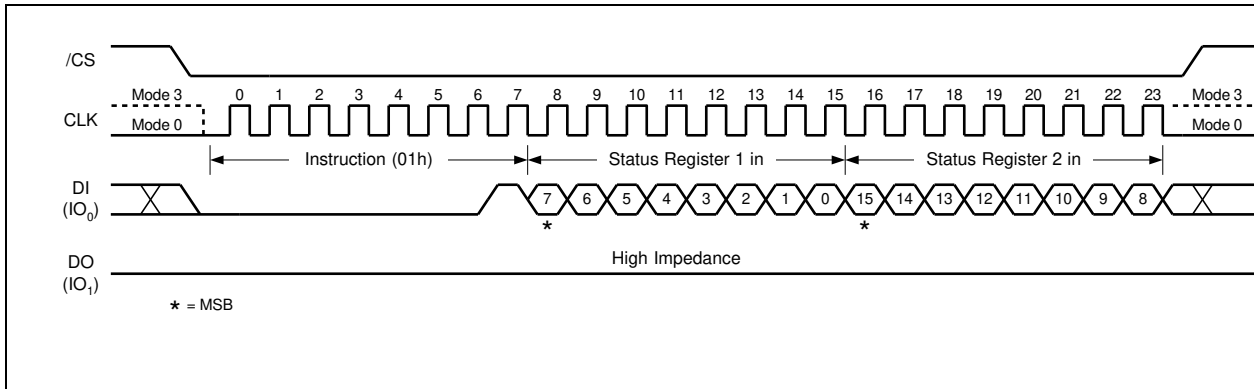 /CS
Mode 3 0 1 2 3 4 5 6 7 8 9 10 11 12 13 14 15 16 17 18 19 20 21 22 23 Mode 3
CLK Mode 0 Mode 0
Instruction (01h) Status Register 1 in Status Register 2 in
DI
(IO₀) 7 6 5 4 3 2 1 0 15 14 13 12 11 10 9 8
* *
DO High Impedance
(IO₁)
* = MSB